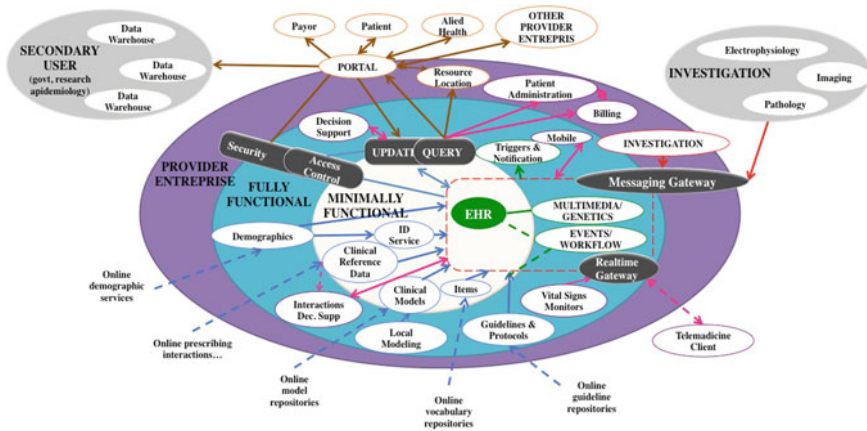 Data
Warehouse
SECONDARY
USER
(govt, research
apidemiology)
Data
Warehouse
Data
Warehouse
Payor
Patient
Alied
Health
OTHER
PROVIDER
ENTREPRIS
PORTAL
Resource
Location
Electrophysiology
INVESTIGATION
Imaging
Pathology
Patient
Administration
Billing
Decision
Support
Security
Access
Control
UPDATE
QUERY
Mobile
Triggers &
Notification
INVESTIGATION
Messaging Gateway
PROVIDER
ENTREPRISE
FULLY
FUNCTIONAL
MINIMALLY
FUNCTIONAL
EHR
MULTIMEDIA/
GENETICS
EVENTS/
WORKFLOW
Realtime
Gateway
Demographics
ID
Service
Clinical
Reference
Data
Clinical
Models
Items
Interactions
Dec. Supp
Local
Modeling
Guidelines &
Protocols
Vital Signs
Monitors
Telemedicine
Client
Online
demographic
services
Online prescribing
interactions...
Online
model
repositories
Online
vocabulary
repositories
Online
guideline
repositories